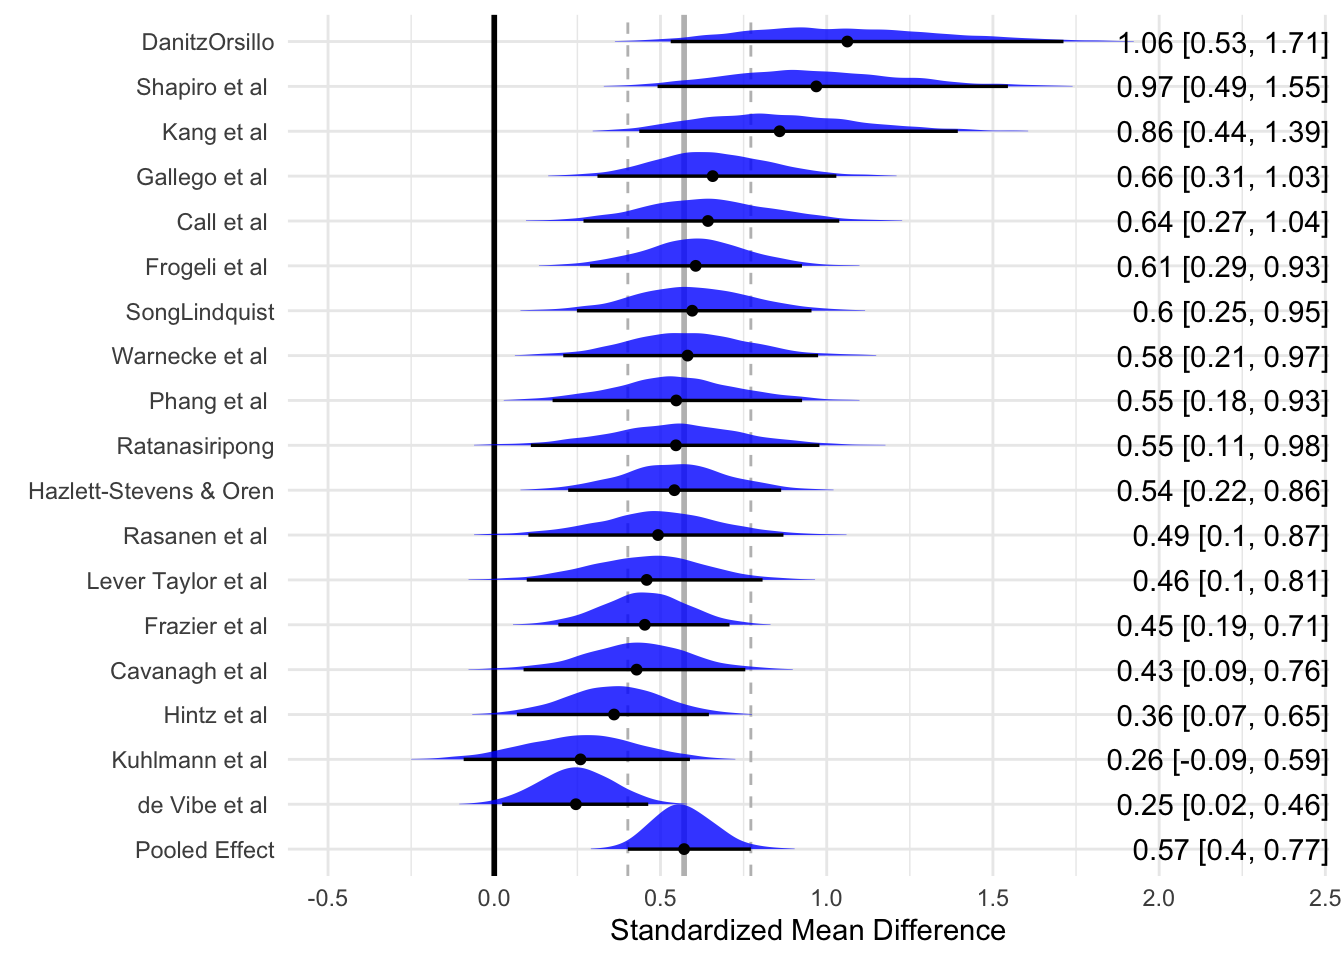 DanitzOrsillo 1.06 [0.53, 1.71]
Shapiro et al 0.97 [0.49, 1.55]
Kang et al 0.86 [0.44, 1.39]
Gallego et al 0.66 [0.31, 1.03]
Call et al 0.64 [0.27, 1.04]
Frogeli et al 0.61 [0.29, 0.93]
SongLindquist 0.6 [0.25, 0.95]
Warnecke et al 0.58 [0.21, 0.97]
Phang et al 0.55 [0.18, 0.93]
Ratanasiripong 0.55 [0.11, 0.98]
Hazlett-Stevens & Oren 0.54 [0.22, 0.86]
Rasanen et al 0.49 [0.1, 0.87]
Lever Taylor et al 0.46 [0.1, 0.81]
Frazier et al 0.45 [0.19, 0.71]
Cavanagh et al 0.43 [0.09, 0.76]
Hintz et al 0.36 [0.07, 0.65]
Kuhlmann et al 0.26 [-0.09, 0.59]
de Vibe et al 0.25 [0.02, 0.46]
Pooled Effect 0.57 [0.4, 0.77]
-0.5 0.0 0.5 1.0 1.5 2.0 2.5
Standardized Mean Difference